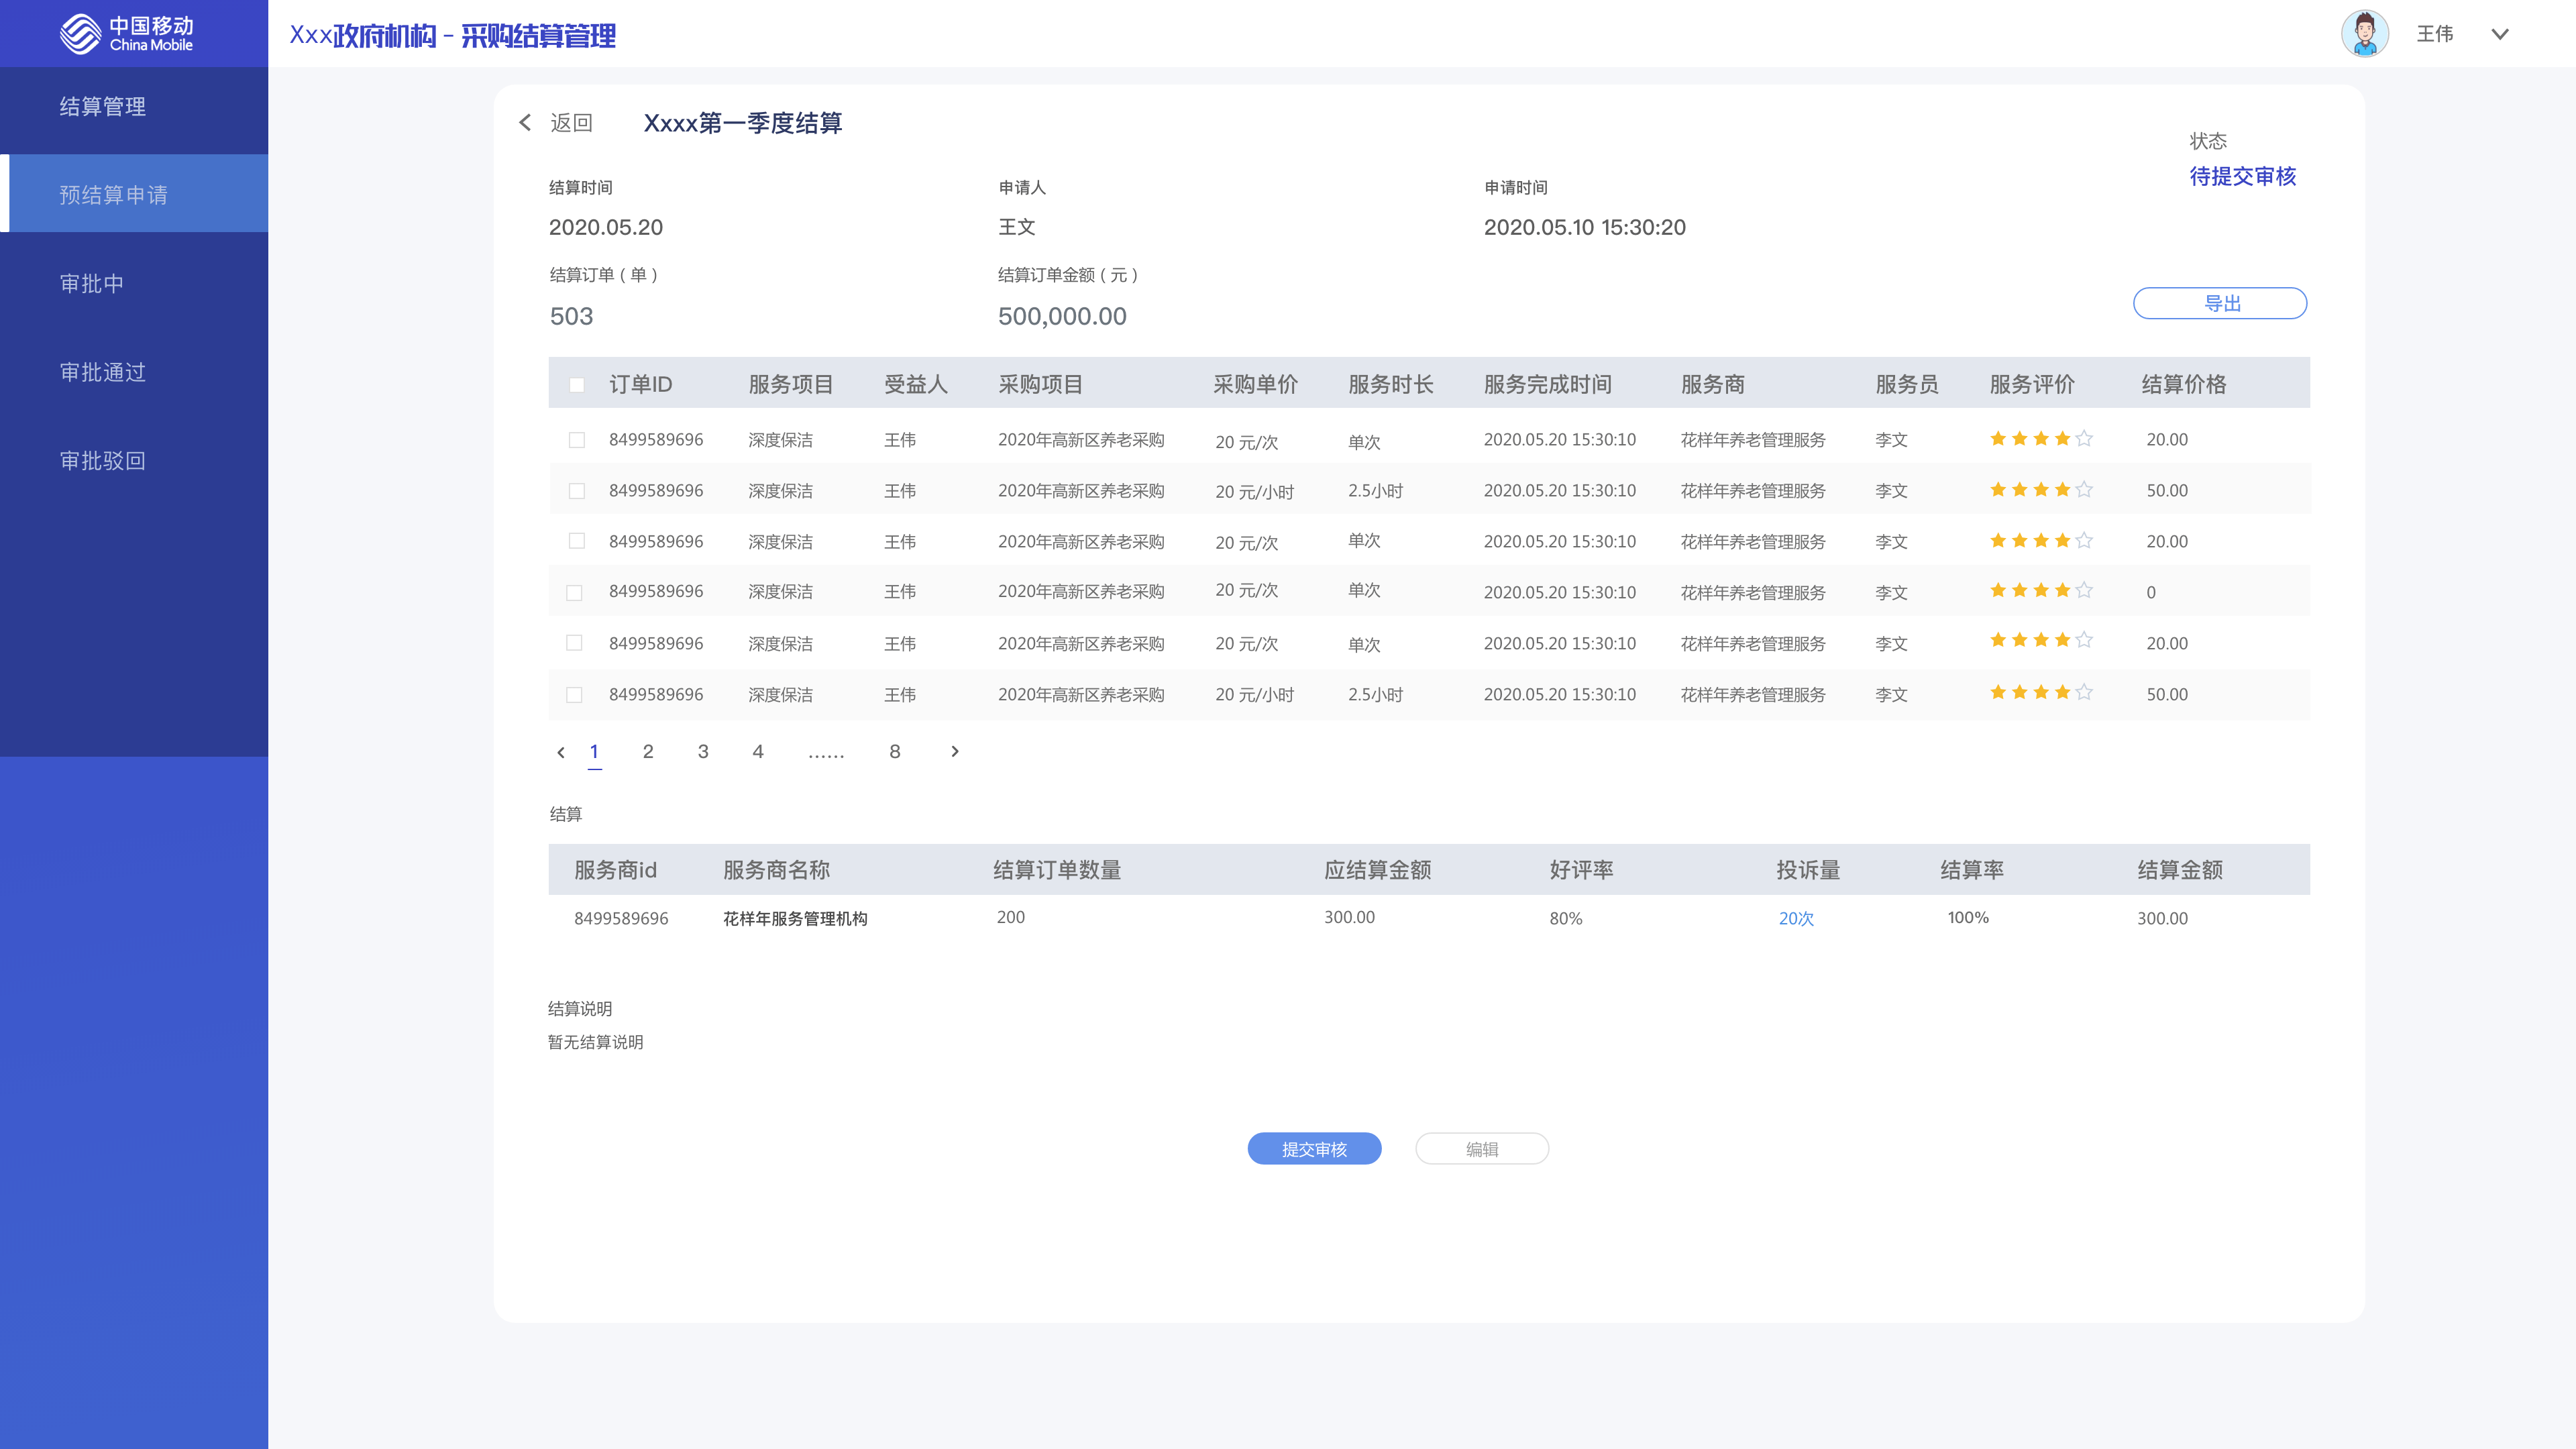 中国移动
China Mobile
Xxx政府机构 - 采购结算管理
王伟
结算管理
预结算申请
审批中
审批通过
审批驳回
返回 Xxxx第一季度结算
状态
待提交审核
结算时间 申请人 申请时间
2020.05.20 王文 2020.05.10 15:30:20
结算订单（单） 结算订单金额（元）
503 500,000.00
导出
订单ID 服务项目 受益人 采购项目 采购单价 服务时长 服务完成时间 服务商 服务员 服务评价 结算价格
8499589696 深度保洁 王伟 2020年高新区养老采购 20 元/次 单次 2020.05.20 15:30:10 花样年养老管理服务 李文 20.00
8499589696 深度保洁 王伟 2020年高新区养老采购 20 元/小时 2.5小时 2020.05.20 15:30:10 花样年养老管理服务 李文 50.00
8499589696 深度保洁 王伟 2020年高新区养老采购 20 元/次 单次 2020.05.20 15:30:10 花样年养老管理服务 李文 20.00
8499589696 深度保洁 王伟 2020年高新区养老采购 20 元/次 单次 2020.05.20 15:30:10 花样年养老管理服务 李文 0
8499589696 深度保洁 王伟 2020年高新区养老采购 20 元/次 单次 2020.05.20 15:30:10 花样年养老管理服务 李文 20.00
8499589696 深度保洁 王伟 2020年高新区养老采购 20 元/小时 2.5小时 2020.05.20 15:30:10 花样年养老管理服务 李文 50.00
1 2 3 4 …… 8
结算
服务商id 服务商名称 结算订单数量 应结算金额 好评率 投诉量 结算率 结算金额
8499589696 花样年服务管理机构 200 300.00 80% 20次 100% 300.00
结算说明
暂无结算说明
提交审核 编辑